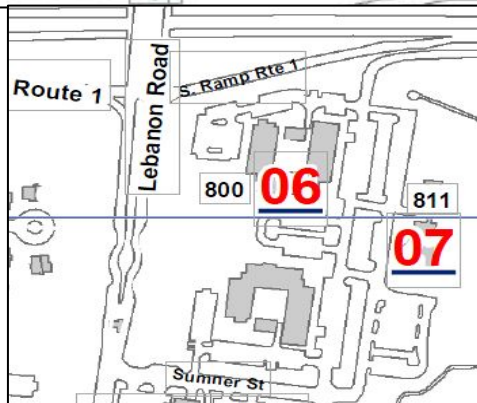 Route 1
Lebanon Road
S. Ramp Rte 1
800
06
811
07
Sumner St